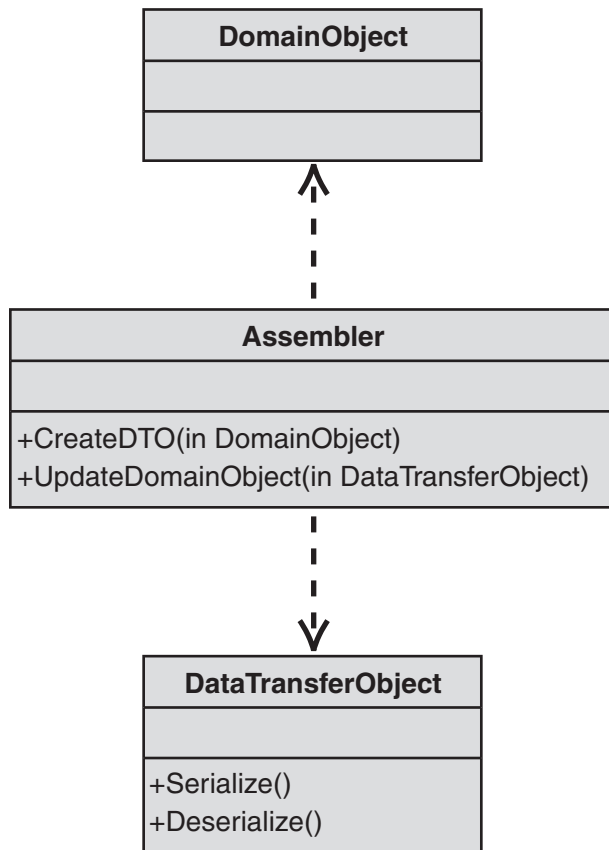 DomainObject
Assembler
+CreateDTO(in DomainObject)
+UpdateDomainObject(in DataTransferObject)
DataTransferObject
+Serialize()
+Deserialize()